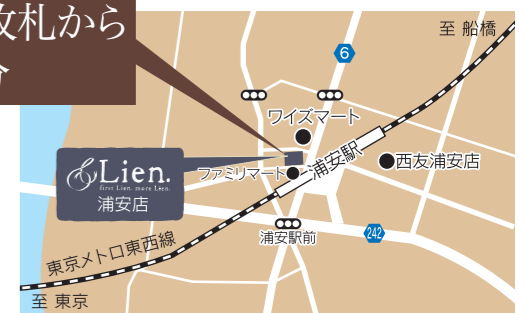 改札から
至 船橋
6
ワイズマート
&Lien.
first Lien. more Lien.
浦安店
ファミリマート
浦安駅
西友浦安店
浦安駅前
242
東京メトロ東西線
至 東京